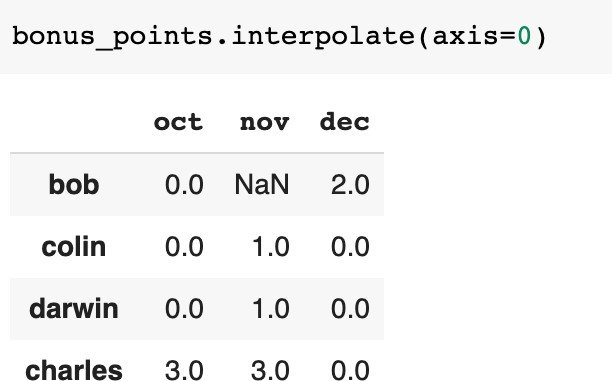 bonus_points.interpolate(axis=0)
oct nov dec
bob 0.0 NaN 2.0
colin 0.0 1.0 0.0
darwin 0.0 1.0 0.0
charles 3.0 3.0 0.0